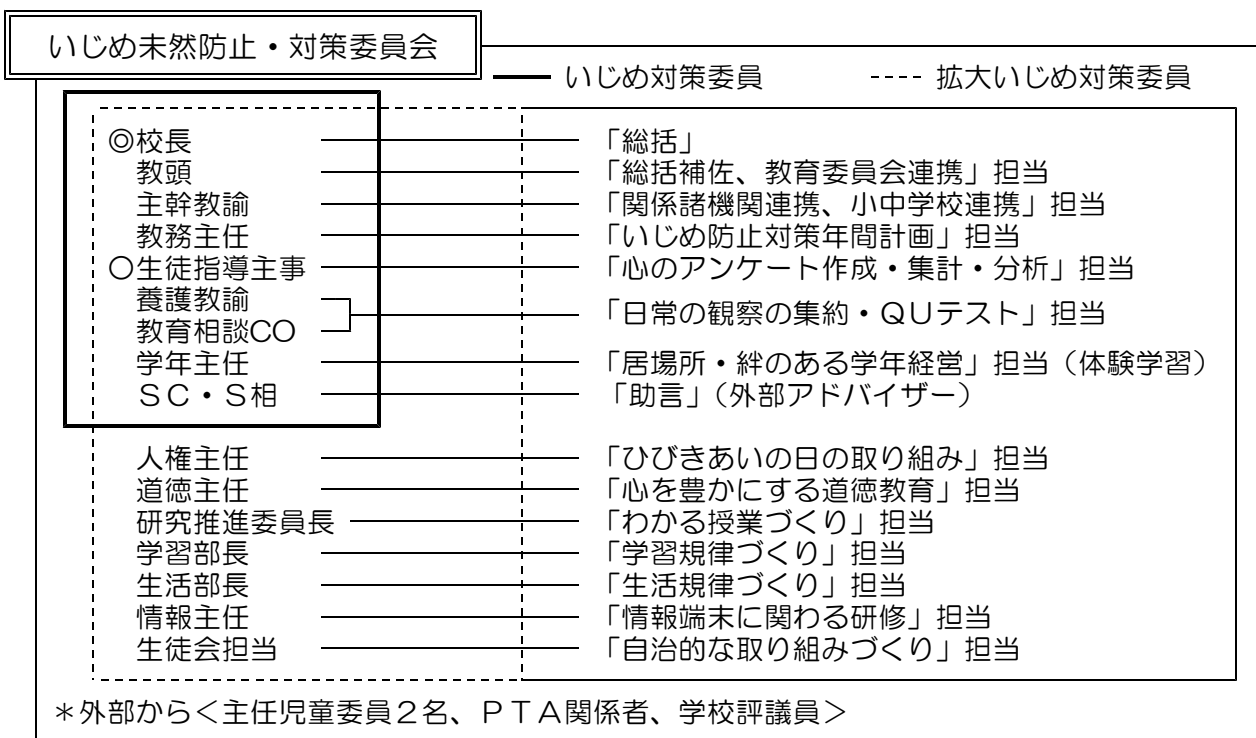 いじめ未然防止・対策委員会
いじめ対策委員 ---- 拡大いじめ対策委員
◎校長 「総括」
教頭 「総括補佐、教育委員会連携」担当
主幹教諭 「関係諸機関連携、小中学校連携」担当
教務主任 「いじめ防止対策年間計画」担当
〇生徒指導主事 「心のアンケート作成・集計・分析」担当
養護教諭
教育相談CO 「日常の観察の集約・QUテスト」担当
学年主任 「居場所・絆のある学年経営」担当（体験学習）
SC・S相 「助言」（外部アドバイザー）
人権主任 「ひびきあいの日の取り組み」担当
道徳主任 「心を豊かにする道徳教育」担当
研究推進委員長 「わかる授業づくり」担当
学習部長 「学習規律づくり」担当
生活部長 「生活規律づくり」担当
情報主任 「情報端末に関わる研修」担当
生徒会担当 「自治的な取り組みづくり」担当
＊外部から＜主任児童委員２名、ＰＴＡ関係者、学校評議員＞